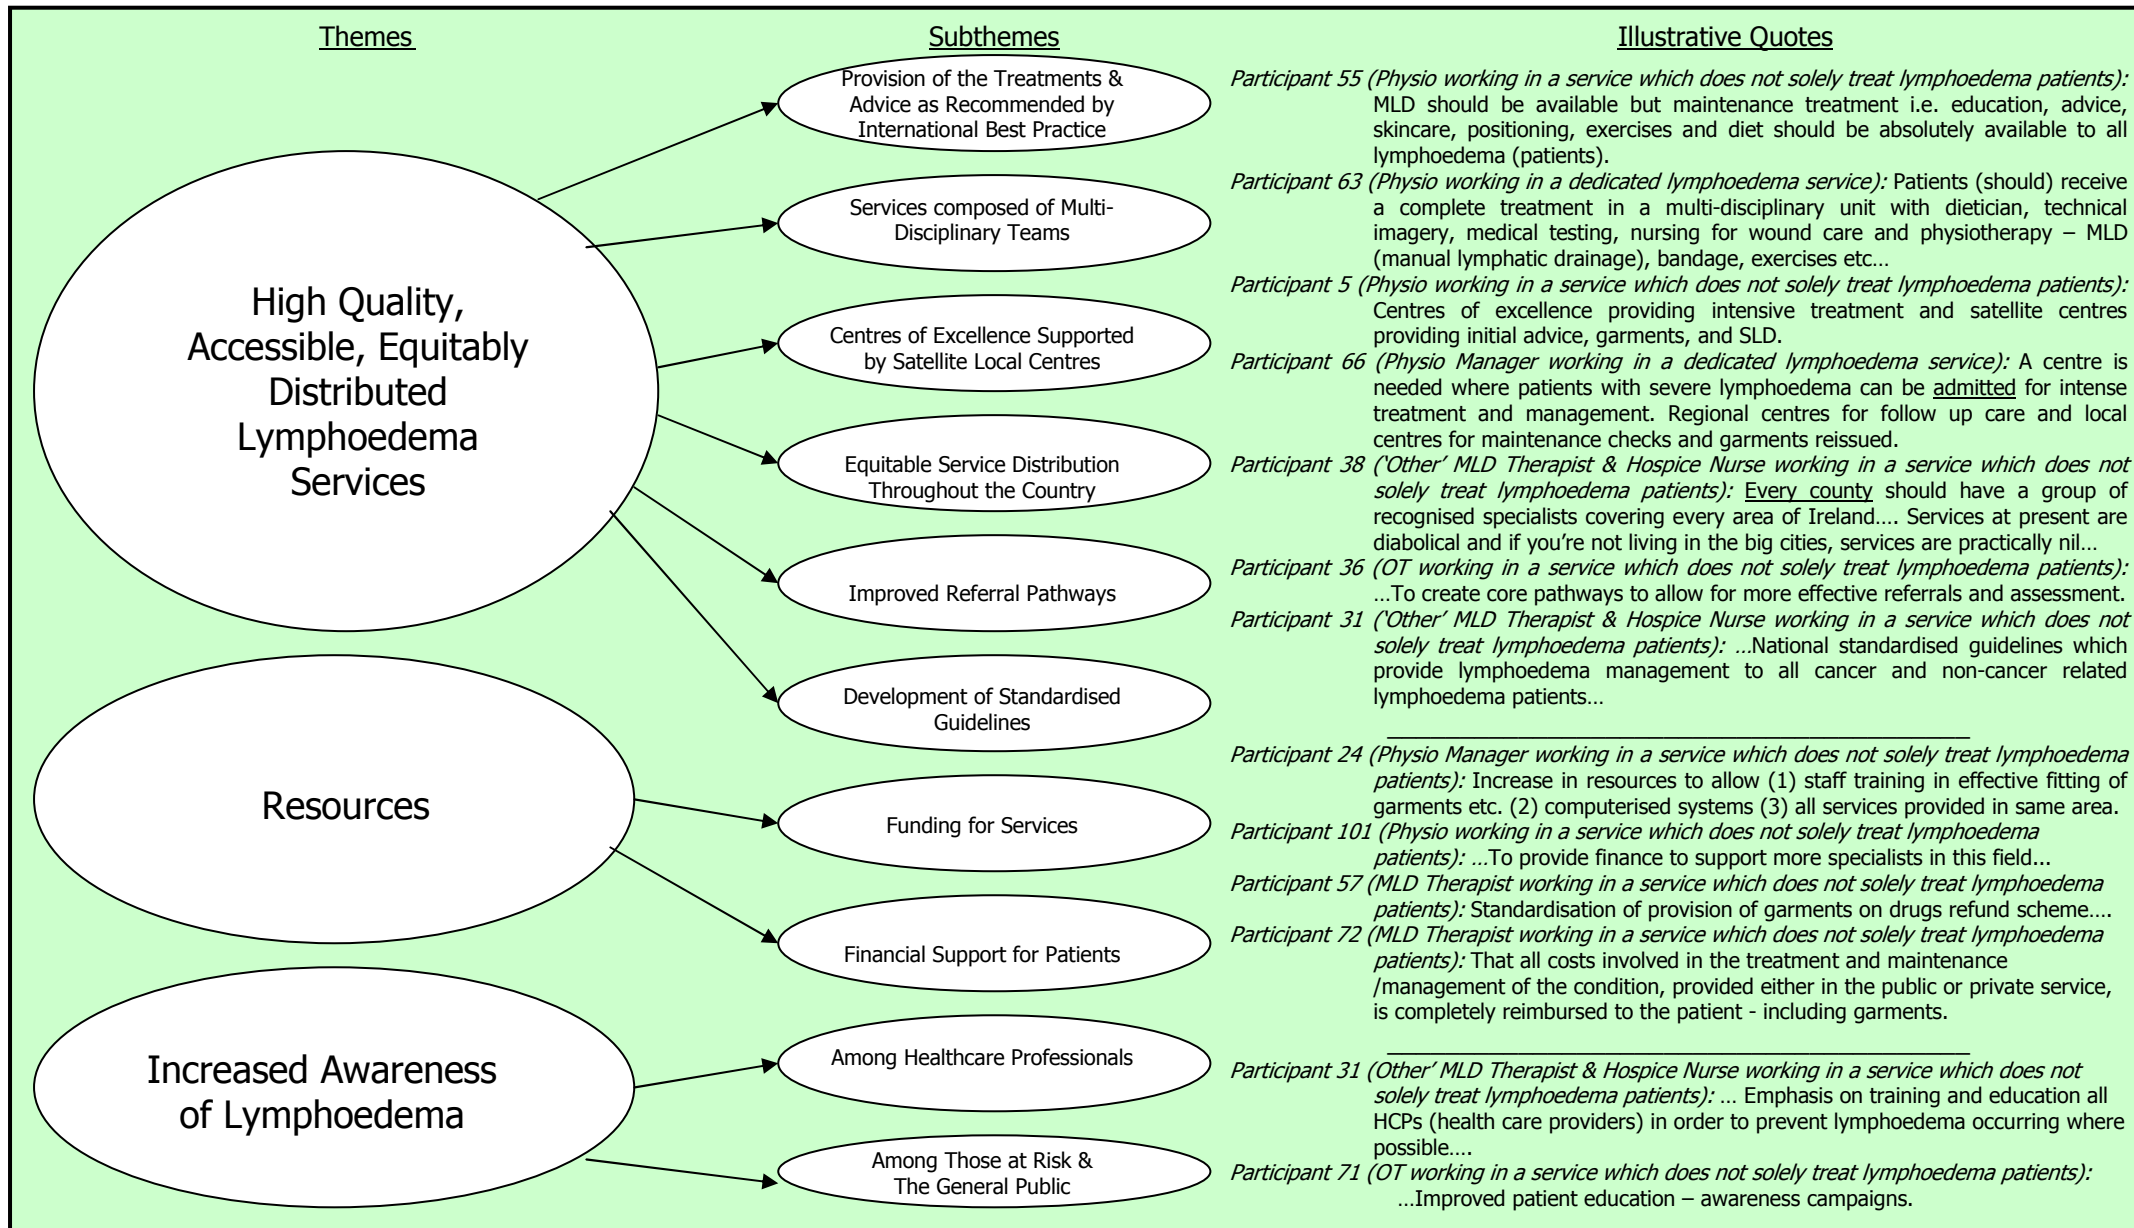 Themes
Subthemes
Illustrative Quotes
High Quality,
Accessible, Equitably
Distributed
Lymphoedema
Services
Resources
Increased Awareness
of Lymphoedema
Provision of the Treatments &
Advice as Recommended by
International Best Practice
Services composed of Multi-
Disciplinary Teams
Centres of Excellence Supported
by Satellite Local Centres
Equitable Service Distribution
Throughout the Country
Improved Referral Pathways
Development of Standardised
Guidelines
Funding for Services
Financial Support for Patients
Among Healthcare Professionals
Among Those at Risk &
The General Public
Participant 55 (Physio working in a service which does not solely treat lymphoedema patients):
MLD should be available but maintenance treatment i.e. education, advice,
skincare, positioning, exercises and diet should be absolutely available to all
lymphoedema (patients).
Participant 63 (Physio working in a dedicated lymphoedema service): Patients (should) receive
a complete treatment in a multi-disciplinary unit with dietician, technical
imagery, medical testing, nursing for wound care and physiotherapy – MLD
(manual lymphatic drainage), bandage, exercises etc…
Participant 5 (Physio working in a service which does not solely treat lymphoedema patients):
Centres of excellence providing intensive treatment and satellite centres
providing initial advice, garments, and SLD.
Participant 66 (Physio Manager working in a dedicated lymphoedema service): A centre is
needed where patients with severe lymphoedema can be admitted for intense
treatment and management. Regional centres for follow up care and local
centres for maintenance checks and garments reissued.
Participant 38 (‘Other’ MLD Therapist & Hospice Nurse working in a service which does not
solely treat lymphoedema patients): Every county should have a group of
recognised specialists covering every area of Ireland…. Services at present are
diabolical and if you’re not living in the big cities, services are practically nil…
Participant 36 (OT working in a service which does not solely treat lymphoedema patients):
…To create core pathways to allow for more effective referrals and assessment.
Participant 31 (‘Other’ MLD Therapist & Hospice Nurse working in a service which does not
solely treat lymphoedema patients): …National standardised guidelines which
provide lymphoedema management to all cancer and non-cancer related
lymphoedema patients…
Participant 24 (Physio Manager working in a service which does not solely treat lymphoedema
patients): Increase in resources to allow (1) staff training in effective fitting of
garments etc. (2) computerised systems (3) all services provided in same area.
Participant 101 (Physio working in a service which does not solely treat lymphoedema
patients): …To provide finance to support more specialists in this field...
Participant 57 (MLD Therapist working in a service which does not solely treat lymphoedema
patients): Standardisation of provision of garments on drugs refund scheme….
Participant 72 (MLD Therapist working in a service which does not solely treat lymphoedema
patients): That all costs involved in the treatment and maintenance
/management of the condition, provided either in the public or private service,
is completely reimbursed to the patient - including garments.
Participant 31 (Other’ MLD Therapist & Hospice Nurse working in a service which does not
solely treat lymphoedema patients): … Emphasis on training and education all
HCPs (health care providers) in order to prevent lymphoedema occurring where
possible….
Participant 71 (OT working in a service which does not solely treat lymphoedema patients):
…Improved patient education – awareness campaigns.